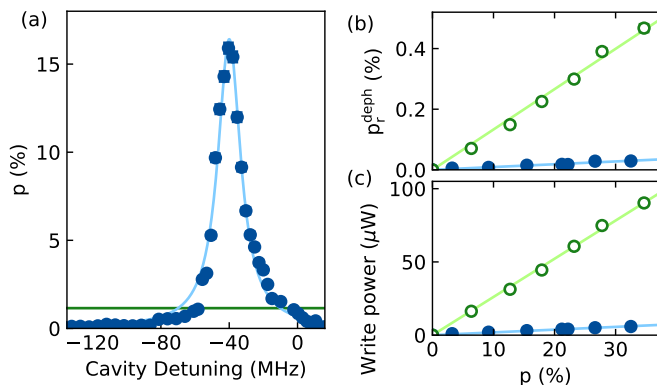 (a)
p (%)
15
10
5
0
−120
−80
−40
0
Cavity Detuning (MHz)
(b)
p_r^deph (%)
0.4
0.2
0.0
(c)
Write power (μW)
100
50
0
0
10
20
30
p (%)